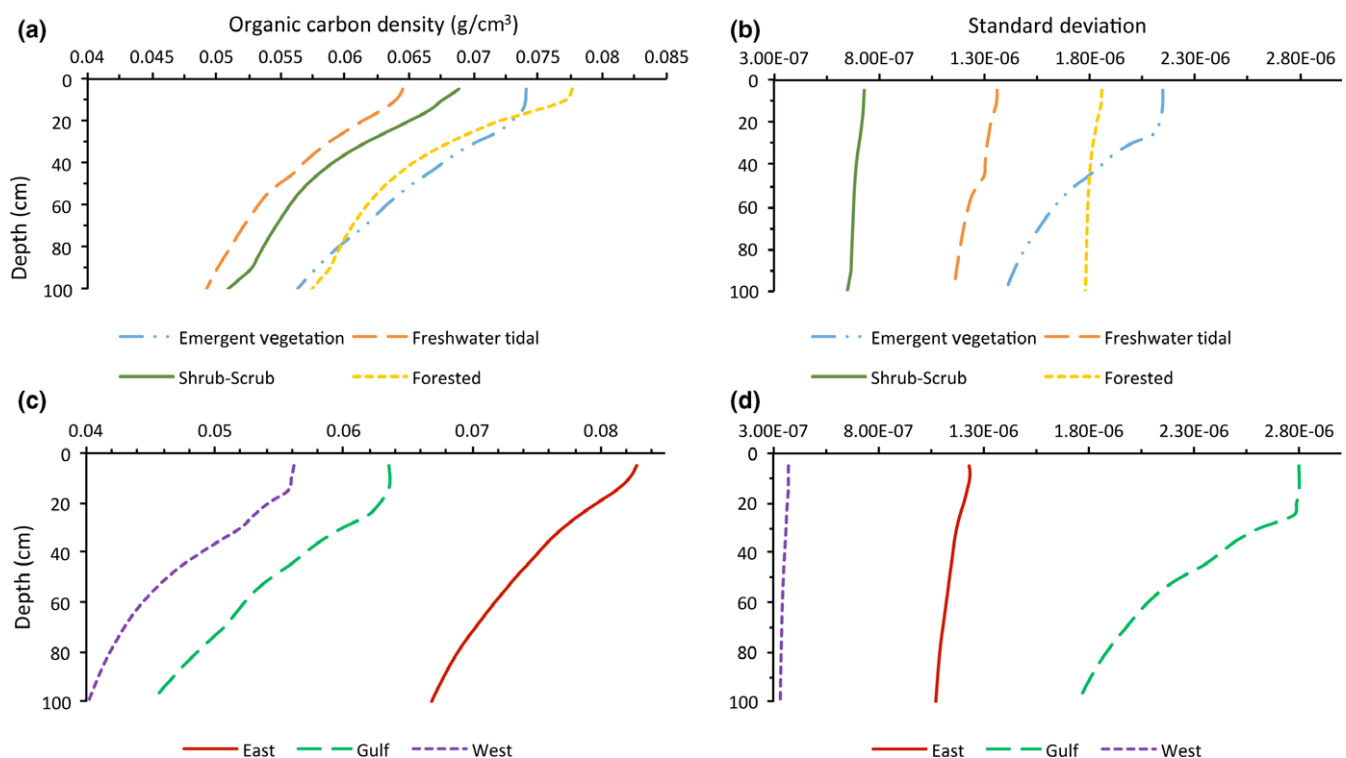 (a)
Organic carbon density (g/cm³)
0.04 0.045 0.05 0.055 0.06 0.065 0.07 0.075 0.08 0.085
0
20
40
60
80
100
Depth (cm)
Emergent vegetation
Freshwater tidal
Shrub-Scrub
Forested
(b)
Standard deviation
3.00E-07 8.00E-07 1.30E-06 1.80E-06 2.30E-06 2.80E-06
0
20
40
60
80
100
Emergent vegetation
Freshwater tidal
Shrub-Scrub
Forested
(c)
0.04 0.05 0.06 0.07 0.08
0
20
40
60
80
100
Depth (cm)
East Gulf West
(d)
3.00E-07 8.00E-07 1.30E-06 1.80E-06 2.30E-06 2.80E-06
0
20
40
60
80
100
East Gulf West